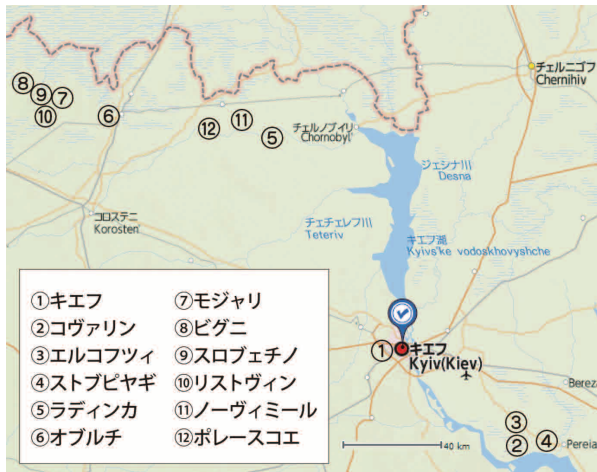 ⑧
⑨
⑦
⑩
⑥
⑫
⑪
⑤
チェルニゴフ
Chernihiv
チェルノブイリ
Chornobyl'
ジェシナ川
Desna
コロステニ
Korosten'
チェチェレフ川
Teteriv
キエフ湖
Kyivs'ke vodoskhovyshche
①キエフ
②コヴァリン
③エルコフツィ
④ストブピヤギ
⑤ラディンカ
⑥オブルチ
⑦モジャリ
⑧ビグニ
⑨スロブェチノ
⑩リストヴィン
⑪ノーヴィミール
⑫ポレースコエ
①
キエフ
Kyiv(Kiev)
Bereza
③
②
④
Pereia
40 km